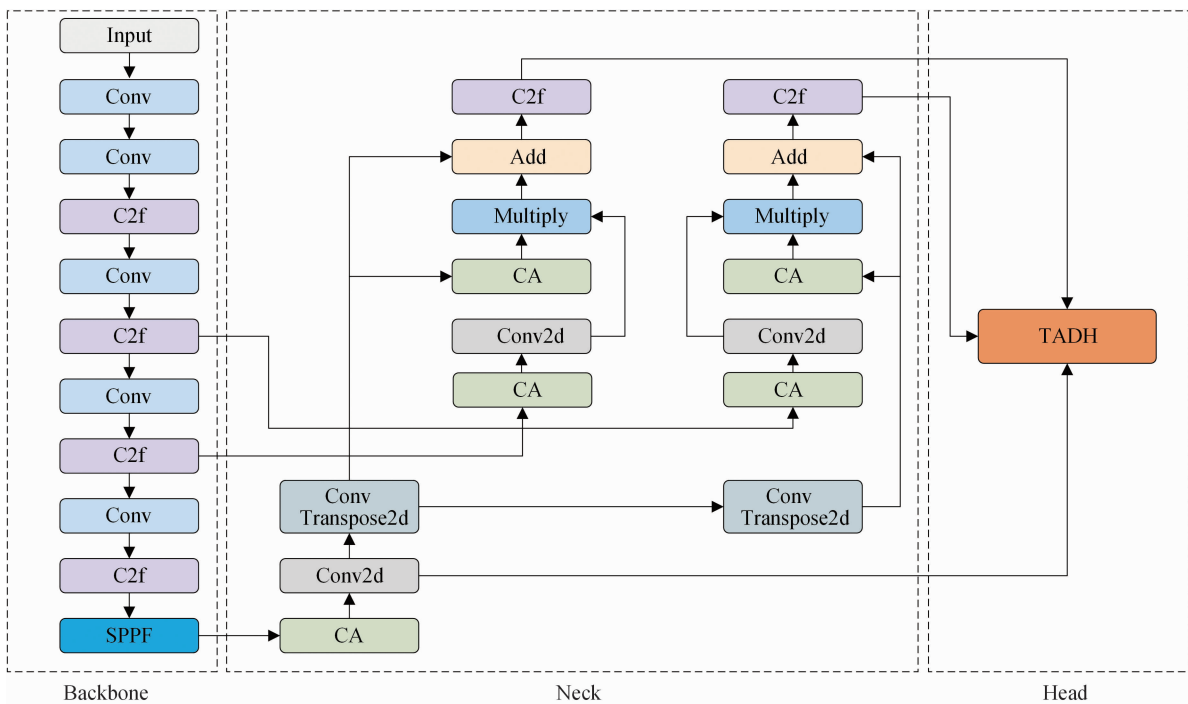 Input
Conv
Conv
C2f
Conv
C2f
Conv
C2f
Conv
C2f
SPPF
Backbone
C2f
Add
Multiply
CA
Conv2d
CA
Conv
Transpose2d
Conv2d
CA
C2f
Add
Multiply
CA
Conv2d
CA
Conv
Transpose2d
Neck
TADH
Head